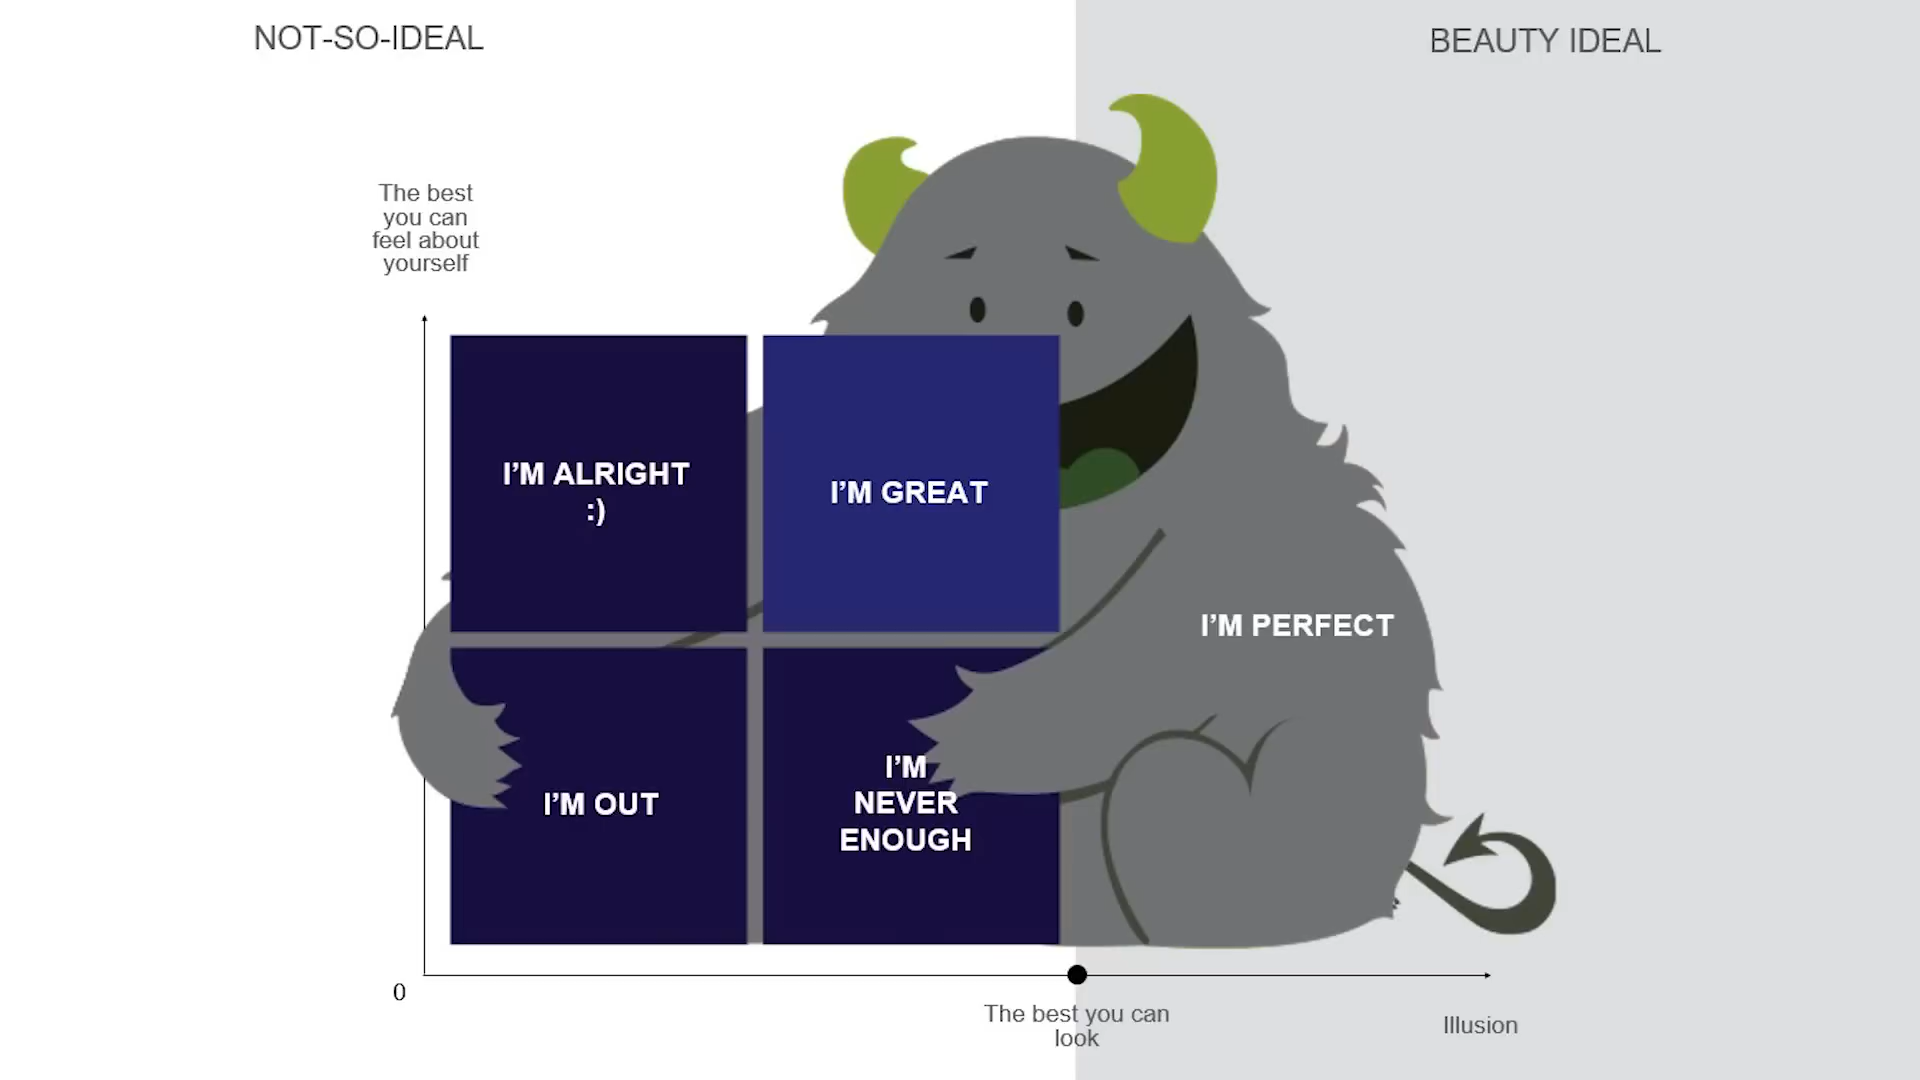 NOT-SO-IDEAL
BEAUTY IDEAL
The best
you can
feel about
yourself
I’M ALRIGHT
:)
I’M GREAT
I’M PERFECT
I’M OUT
I’M
NEVER
ENOUGH
0
The best you can
look
Illusion